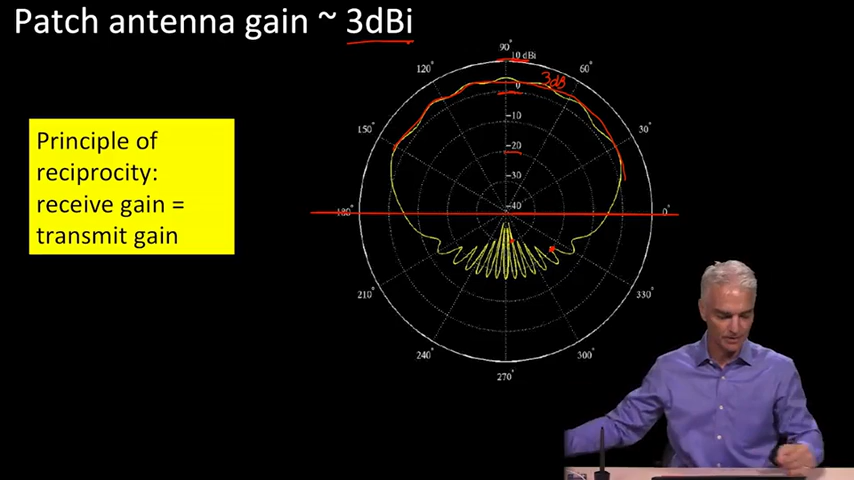 Patch antenna gain ~ 3dBi
Principle of
reciprocity:
receive gain =
transmit gain
90°
10 dBi
120°
60°
3dB
0
150°
30°
-10
-20
-30
-40
180°
0°
210°
330°
240°
300°
270°